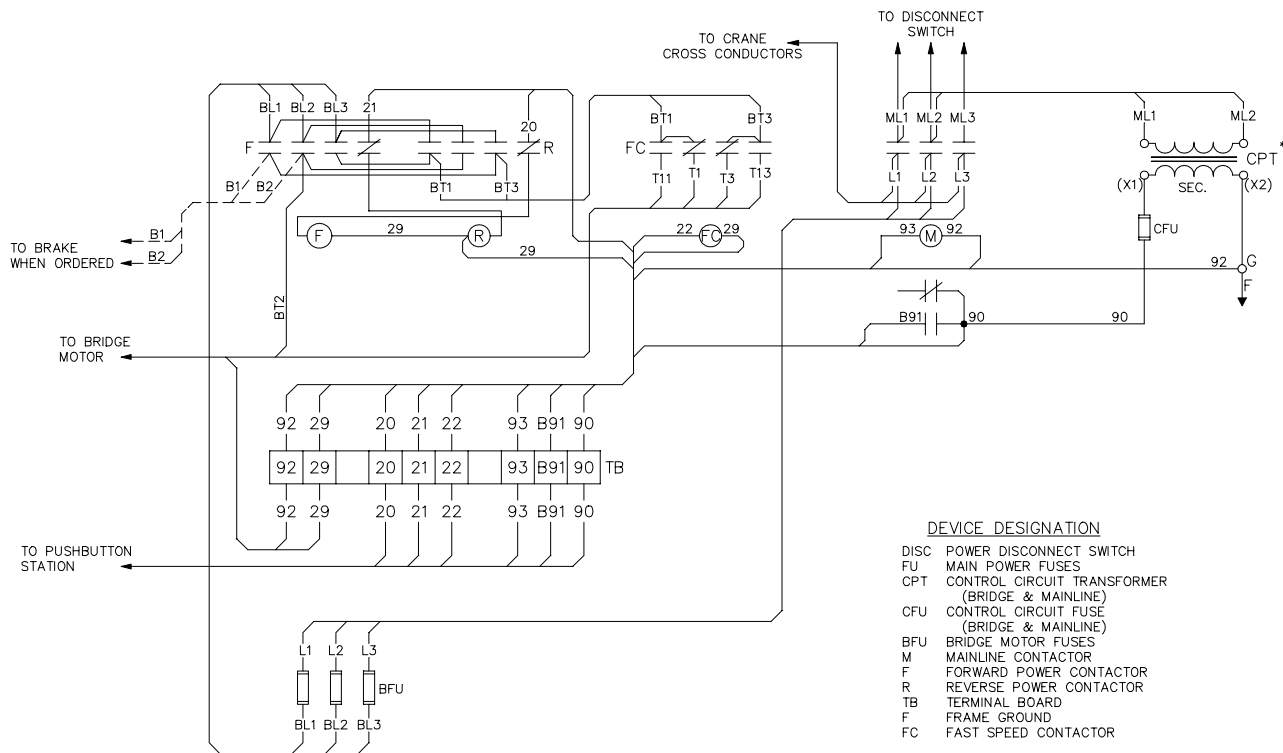 TO DISCONNECT
SWITCH
TO CRANE
CROSS CONDUCTORS
BL1 BL2 BL3 21
20
BT1 BT3
ML1 ML2 ML3
ML1 ML2
F R FC
CPT *
B1 B2
BT1 BT3
T11 T1 T3 T13
L1 L2 L3
(X1) SEC. (X2)
CFU
F 29 R
22 FC 29
93 M 92
B1
TO BRAKE
WHEN ORDERED
B2
29
92 G
F
BT2
B91 90 90
TO BRIDGE
MOTOR
92 29 20 21 22 93 B91 90
92 29 20 21 22 93 B91 90 TB
92 29 20 21 22 93 B91 90
TO PUSHBUTTON
STATION
L1 L2 L3
BFU
BL1 BL2 BL3
DEVICE DESIGNATION
DISC POWER DISCONNECT SWITCH
FU MAIN POWER FUSES
CPT CONTROL CIRCUIT TRANSFORMER
(BRIDGE & MAINLINE)
CFU CONTROL CIRCUIT FUSE
(BRIDGE & MAINLINE)
BFU BRIDGE MOTOR FUSES
M MAINLINE CONTACTOR
F FORWARD POWER CONTACTOR
R REVERSE POWER CONTACTOR
TB TERMINAL BOARD
F FRAME GROUND
FC FAST SPEED CONTACTOR